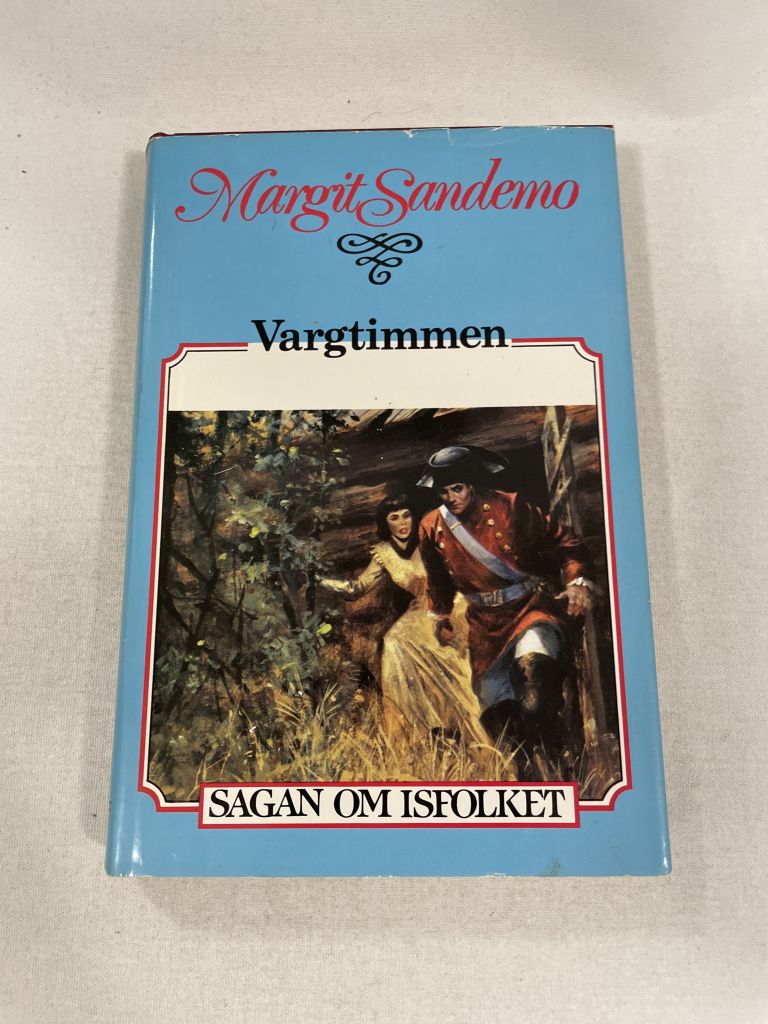 Margit Sandemo
Vargtimmen
SAGAN OM ISFOLKET